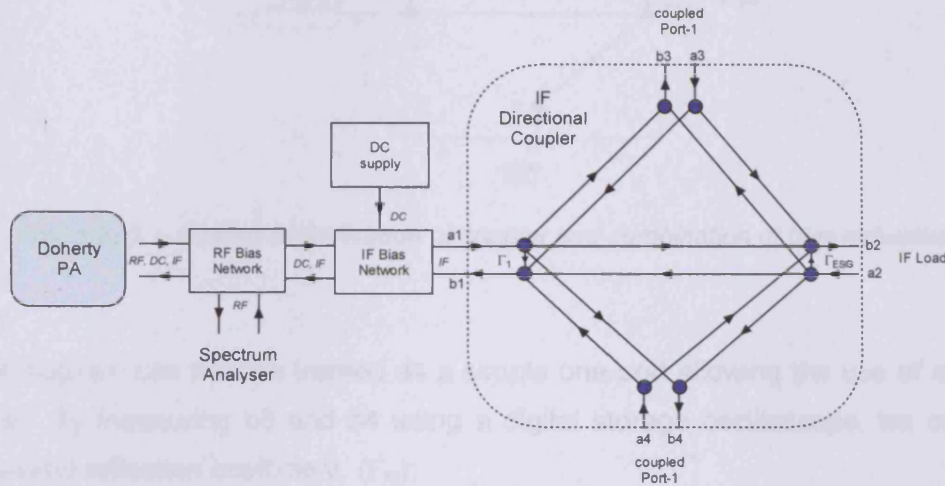 coupled
Port-1
b3 a3
IF
Directional
Coupler
DC
supply
DC
Doherty
PA
RF, DC, IF
RF Bias
Network
DC, IF
IF Bias
Network
IF
a1
b1
Γ1
ΓESG
b2
a2
IF Load
RF
Spectrum
Analyser
a4 b4
coupled
Port-1